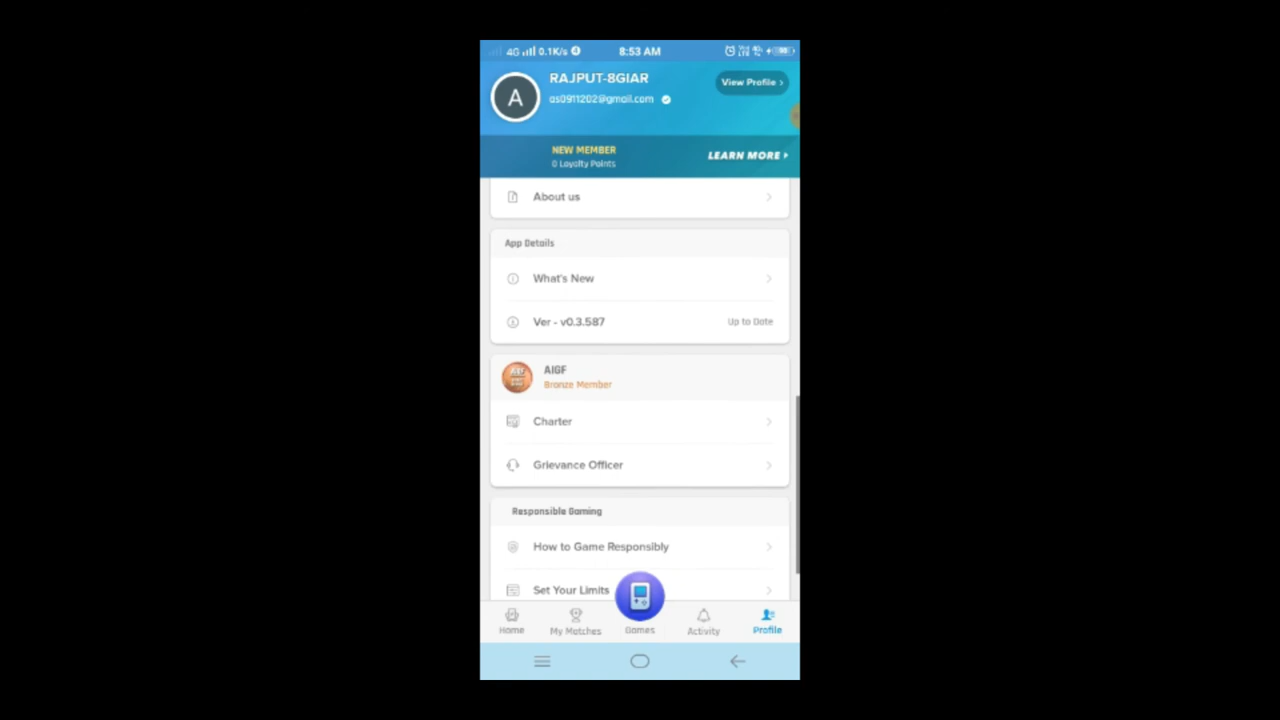 4G 0.1K/s 8:53 AM
RAJPUT-8GIAR
View Profile >
A
as0911202@gmail.com
NEW MEMBER
0 Loyalty Points
LEARN MORE
About us
App Details
What's New
Ver - v0.3.587
Up to Date
AIGF
Bronze Member
Charter
Grievance Officer
Responsible Gaming
How to Game Responsibly
Set Your Limits
Home
My Matches
Games
Activity
Profile